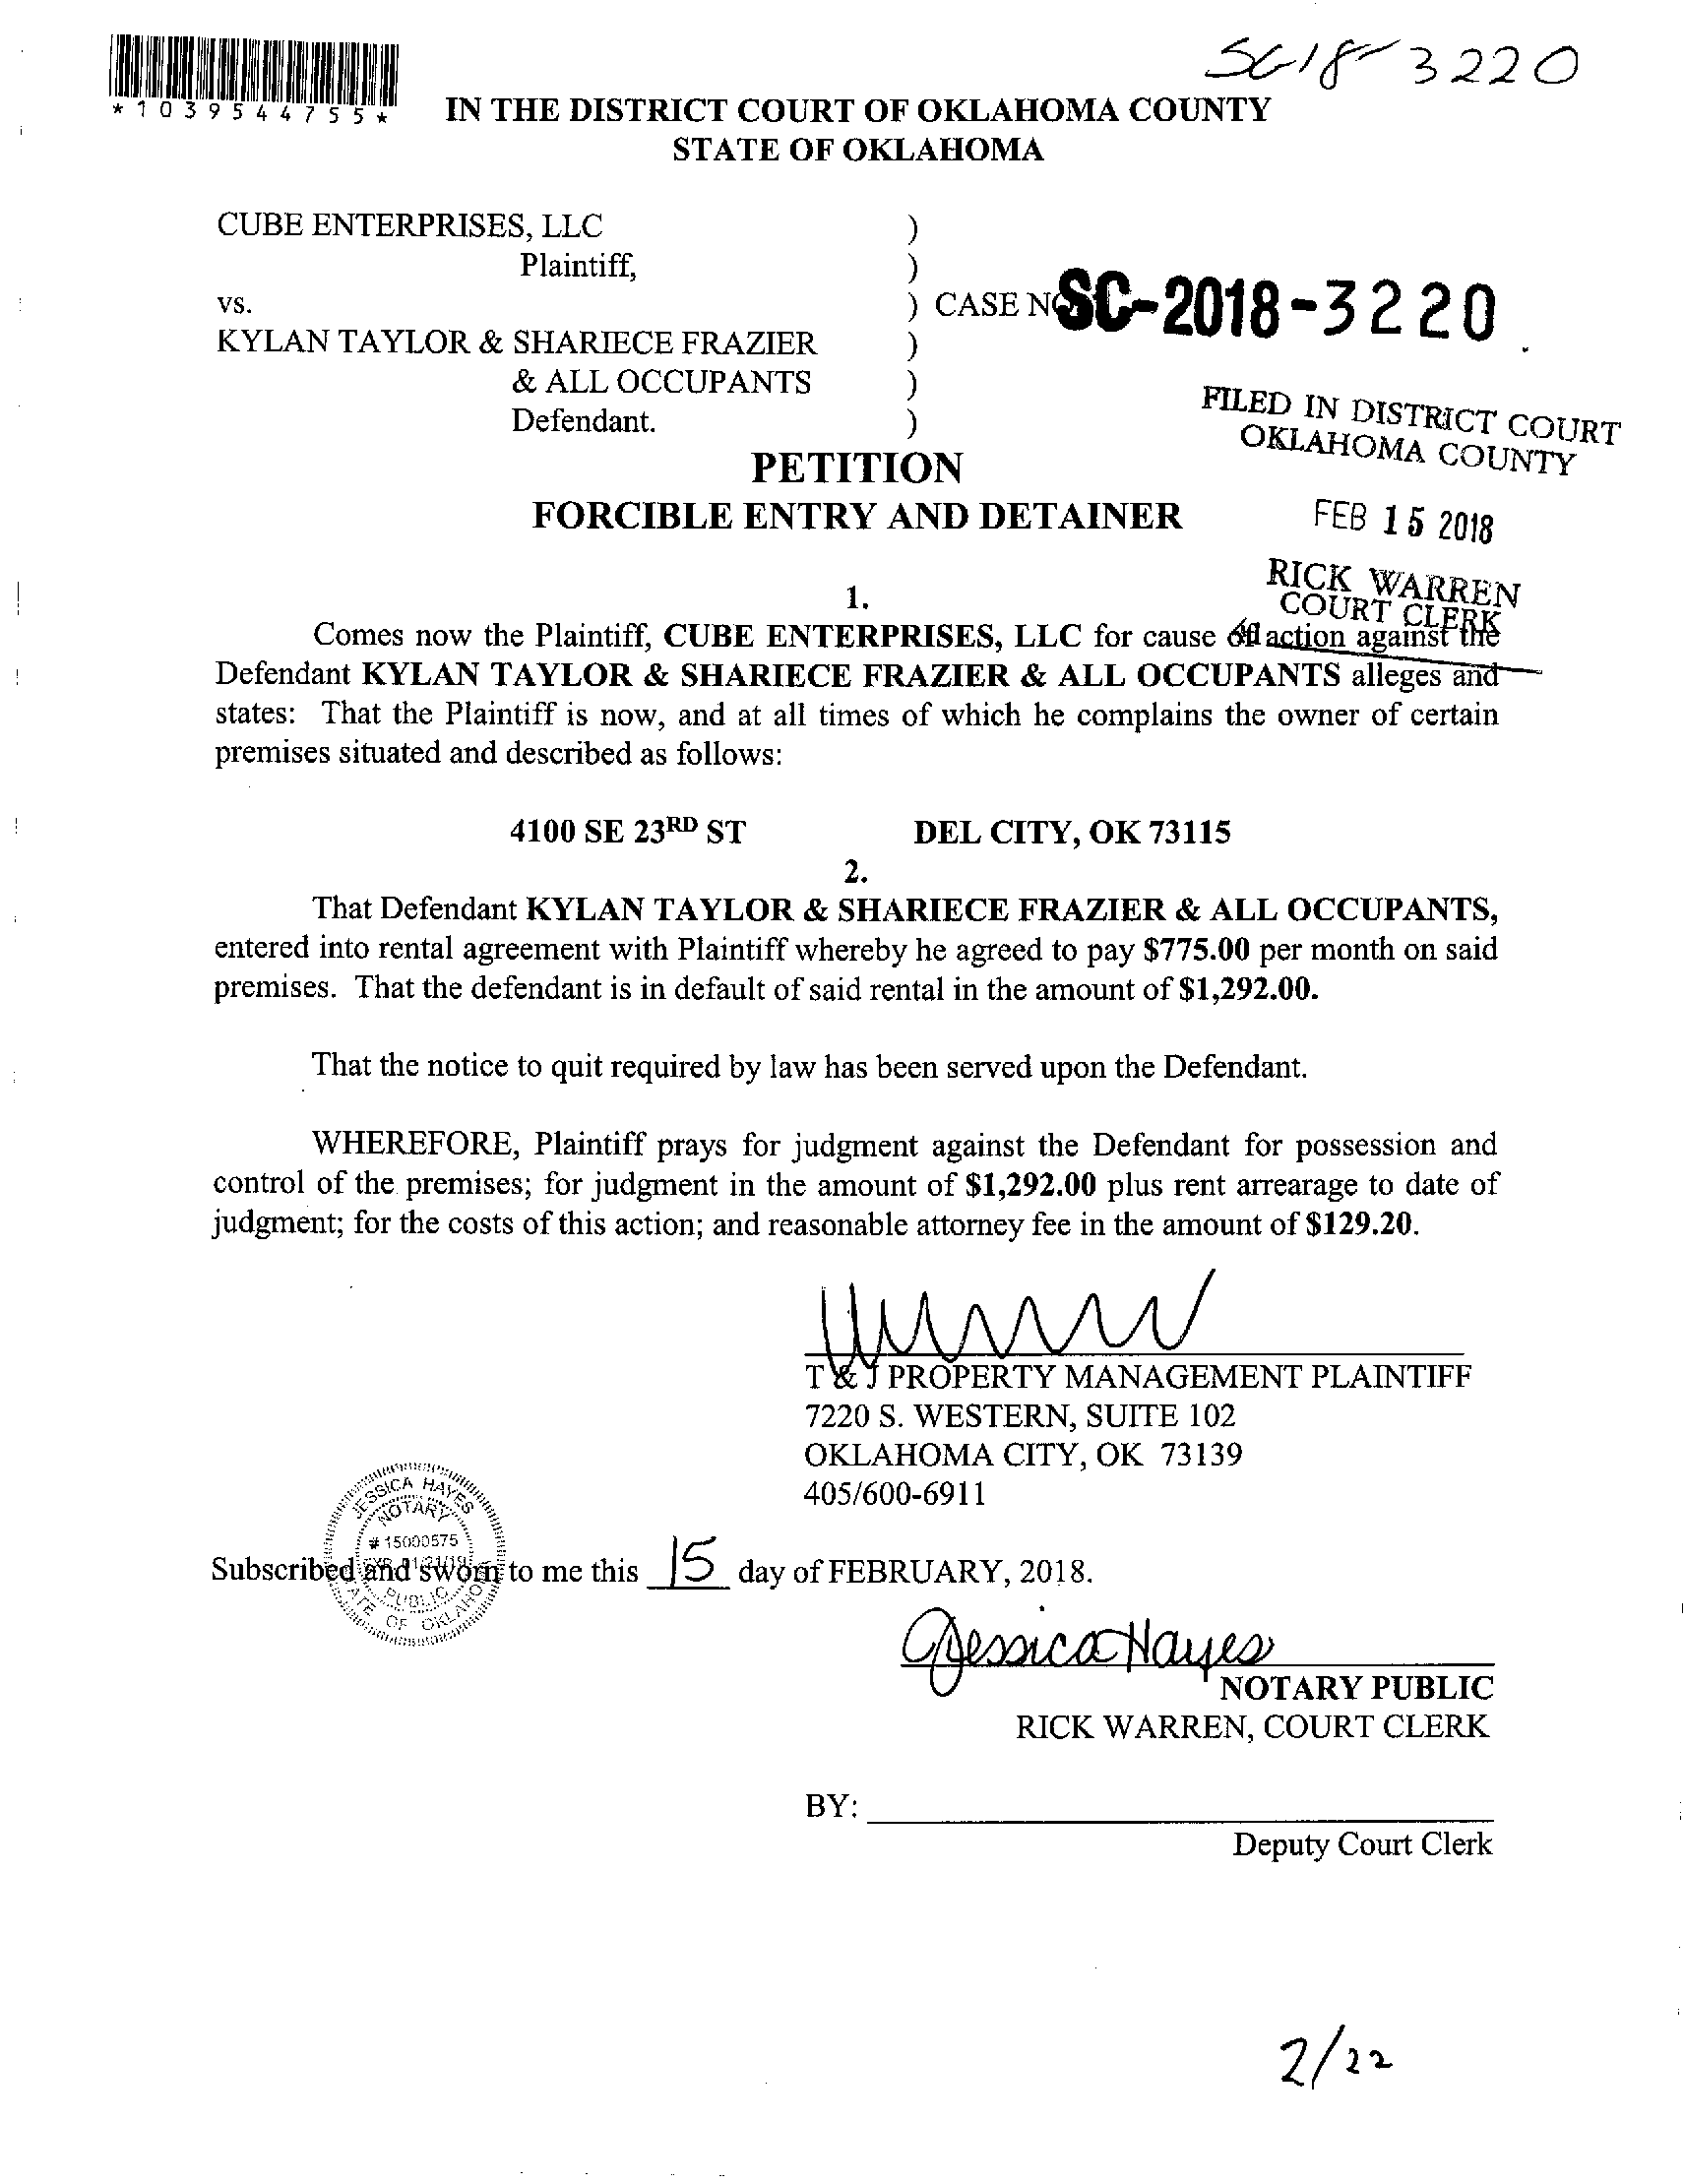 SC-18-3220
*1039544755*
IN THE DISTRICT COURT OF OKLAHOMA COUNTY
STATE OF OKLAHOMA
CUBE ENTERPRISES, LLC )
Plaintiff, )
vs. ) CASE NO SC-2018-3220.
KYLAN TAYLOR & SHARIECE FRAZIER )
& ALL OCCUPANTS )
Defendant. )
FILED IN DISTRICT COURT
OKLAHOMA COUNTY
PETITION
FORCIBLE ENTRY AND DETAINER
FEB 15 2018
RICK WARREN
COURT CLERK
1.
Comes now the Plaintiff, CUBE ENTERPRISES, LLC for cause of action against the
Defendant KYLAN TAYLOR & SHARIECE FRAZIER & ALL OCCUPANTS alleges and
states: That the Plaintiff is now, and at all times of which he complains the owner of certain
premises situated and described as follows:
4100 SE 23RD ST DEL CITY, OK 73115
2.
That Defendant KYLAN TAYLOR & SHARIECE FRAZIER & ALL OCCUPANTS,
entered into rental agreement with Plaintiff whereby he agreed to pay $775.00 per month on said
premises. That the defendant is in default of said rental in the amount of $1,292.00.
That the notice to quit required by law has been served upon the Defendant.
WHEREFORE, Plaintiff prays for judgment against the Defendant for possession and
control of the premises; for judgment in the amount of $1,292.00 plus rent arrearage to date of
judgment; for the costs of this action; and reasonable attorney fee in the amount of $129.20.
T & J PROPERTY MANAGEMENT PLAINTIFF
7220 S. WESTERN, SUITE 102
OKLAHOMA CITY, OK 73139
405/600-6911
JESSICA HAYES
NOTARY
# 15000575
EXP. 01/21/19
PUBLIC
STATE OF OKLAHOMA
Subscribed and sworn to me this 15 day of FEBRUARY, 2018.
Jessica Hayes
NOTARY PUBLIC
RICK WARREN, COURT CLERK
BY:
Deputy Court Clerk
2/22